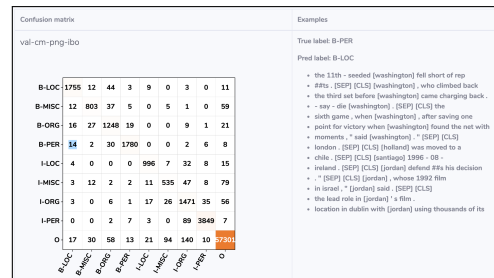 Confusion matrix
Examples
val-cm-png-ibo
True label: B-PER
Pred label: B-LOC
B-LOC 1755 12 44 3 9 0 3 0 11
B-MISC 12 803 37 5 0 5 1 0 59
B-ORG 16 27 1248 19 0 0 9 1 21
B-PER 14 2 30 1780 0 0 2 6 8
I-LOC 4 0 0 0 996 7 32 8 15
I-MISC 3 12 2 2 11 535 47 8 79
I-ORG 3 0 6 1 17 26 1471 35 56
I-PER 0 0 2 7 3 0 89 3849 7
O 17 30 58 13 21 94 140 10 57301
B-LOC B-MISC B-ORG B-PER I-LOC I-MISC I-ORG I-PER O
• the 11th - seeded [washington] fell short of rep
• ##ts . [SEP] [CLS] [washington] , who climbed back
• the third set before [washington] came charging back .
• - say - die [washington] . [SEP] [CLS] the
• sixth game , when [washington] , after saving one
• point for victory when [washington] found the net with
• moments , " said [washington] . " [SEP] [CLS]
• london . [SEP] [CLS] [holland] was moved to a
• chile . [SEP] [CLS] [santiago] 1996 - 08 -
• ireland . [SEP] [CLS] [jordan] defend ##s his decision
• . " [SEP] [CLS] [jordan] , whose 1992 film
• in israel , " [jordan] said . [SEP] [CLS]
• the lead role in [jordan] ' s film .
• location in dublin with [jordan] using thousands of its